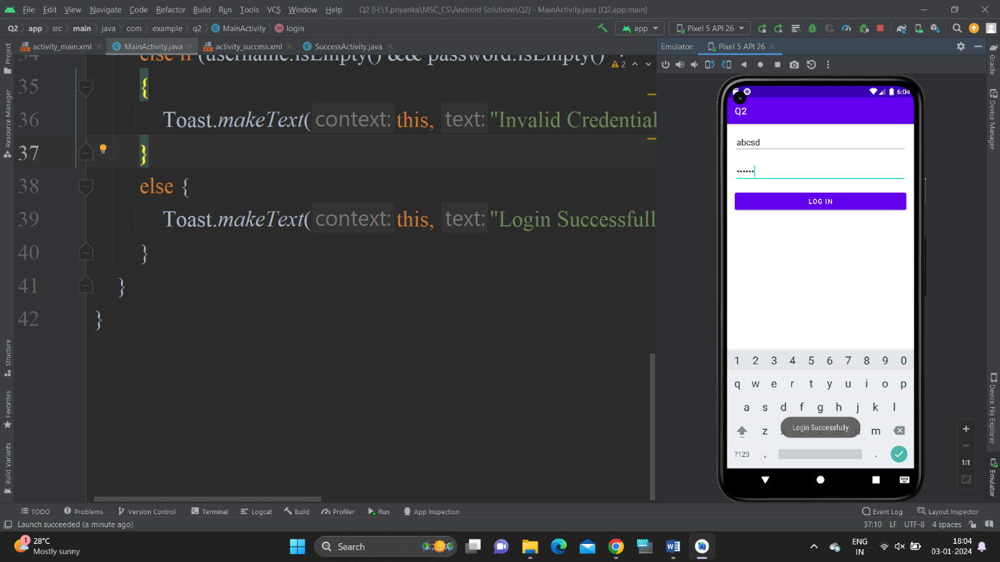 File Edit View Navigate Code Refactor Build Run Tools VCS Window Help Q2 [H:\1.priyanka\MSC_CS\Android Solutions\Q2] - MainActivity.java [Q2.app.main]
Q2 app src main java com example q2 MainActivity login app Pixel 5 API 26
activity_main.xml MainActivity.java activity_success.xml SuccessActivity.java Emulator: Pixel 5 API 26
(username.isEmpty() && password.isEmpty()
2
35 {
36 Toast.makeText( context: this, text: "Invalid Credential
37 }
38 else {
39 Toast.makeText( context: this, text: "Login Successfull
40 }
41 }
42 }
Project
Resource Manager
Structure
Favorites
Build Variants
Gradle
Device Manager
Device File Explorer
Emulator
6:04
Q2
abcsd
••••••
LOG IN
1 2 3 4 5 6 7 8 9 0
q w e r t y u i o p
a s d f g h j k l
z m
Login Successfully
?123 , .
1:1
TODO Problems Version Control Terminal Logcat Build Profiler Run App Inspection Event Log Layout Inspector
Launch succeeded (a minute ago) 37:10 LF UTF-8 4 spaces
1
28°C
Mostly sunny
Search
ENG
IN
18:04
03-01-2024